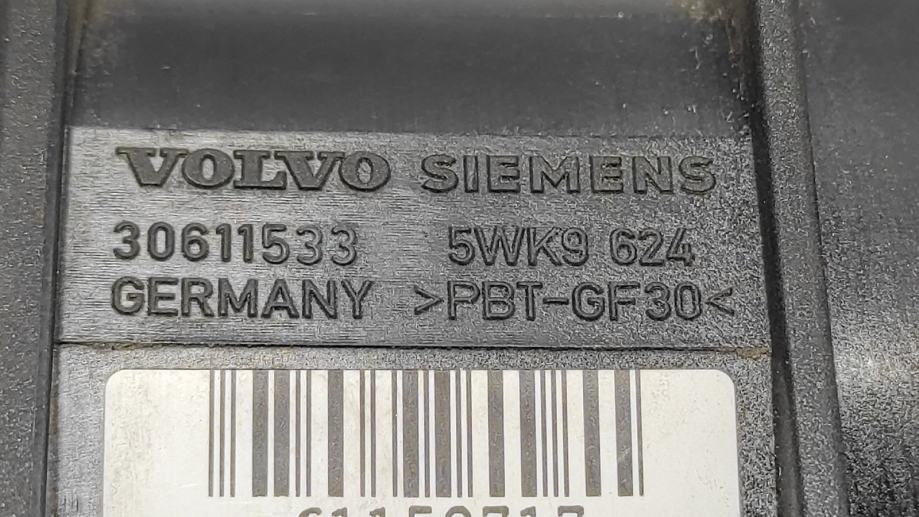 VOLVO SIEMENS
30611533 5WK9 624
GERMANY >PBT-GF30<